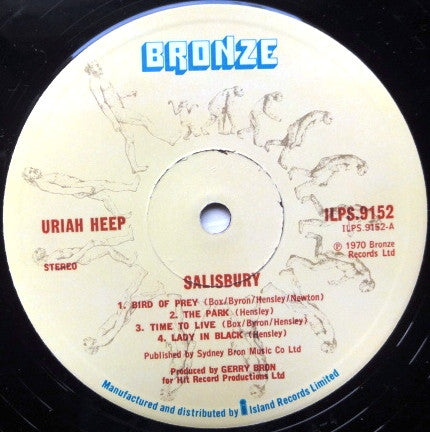 BRONZE
URIAH HEEP
STEREO
ILPS.9152
ILPS.9152-A
℗ 1970 Bronze
Records Ltd
SALISBURY
1. BIRD OF PREY (Box/Byron/Hensley/Newton)
2. THE PARK (Hensley)
3. TIME TO LIVE (Box/Byron/Hensley)
4. LADY IN BLACK (Hensley)
Published by Sydney Bron Music Co Ltd
Produced by GERRY BRON
for Hit Record Productions Ltd
Manufactured and distributed by i Island Records Limited